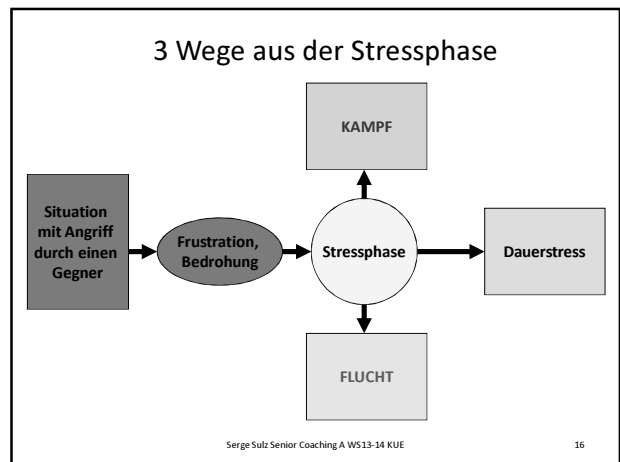 3 Wege aus der Stressphase
KAMPF
Situation
mit Angriff
durch einen
Gegner
Frustration,
Bedrohung
Stressphase
Dauerstress
FLUCHT
Serge Sulz Senior Coaching A WS13-14 KUE
16